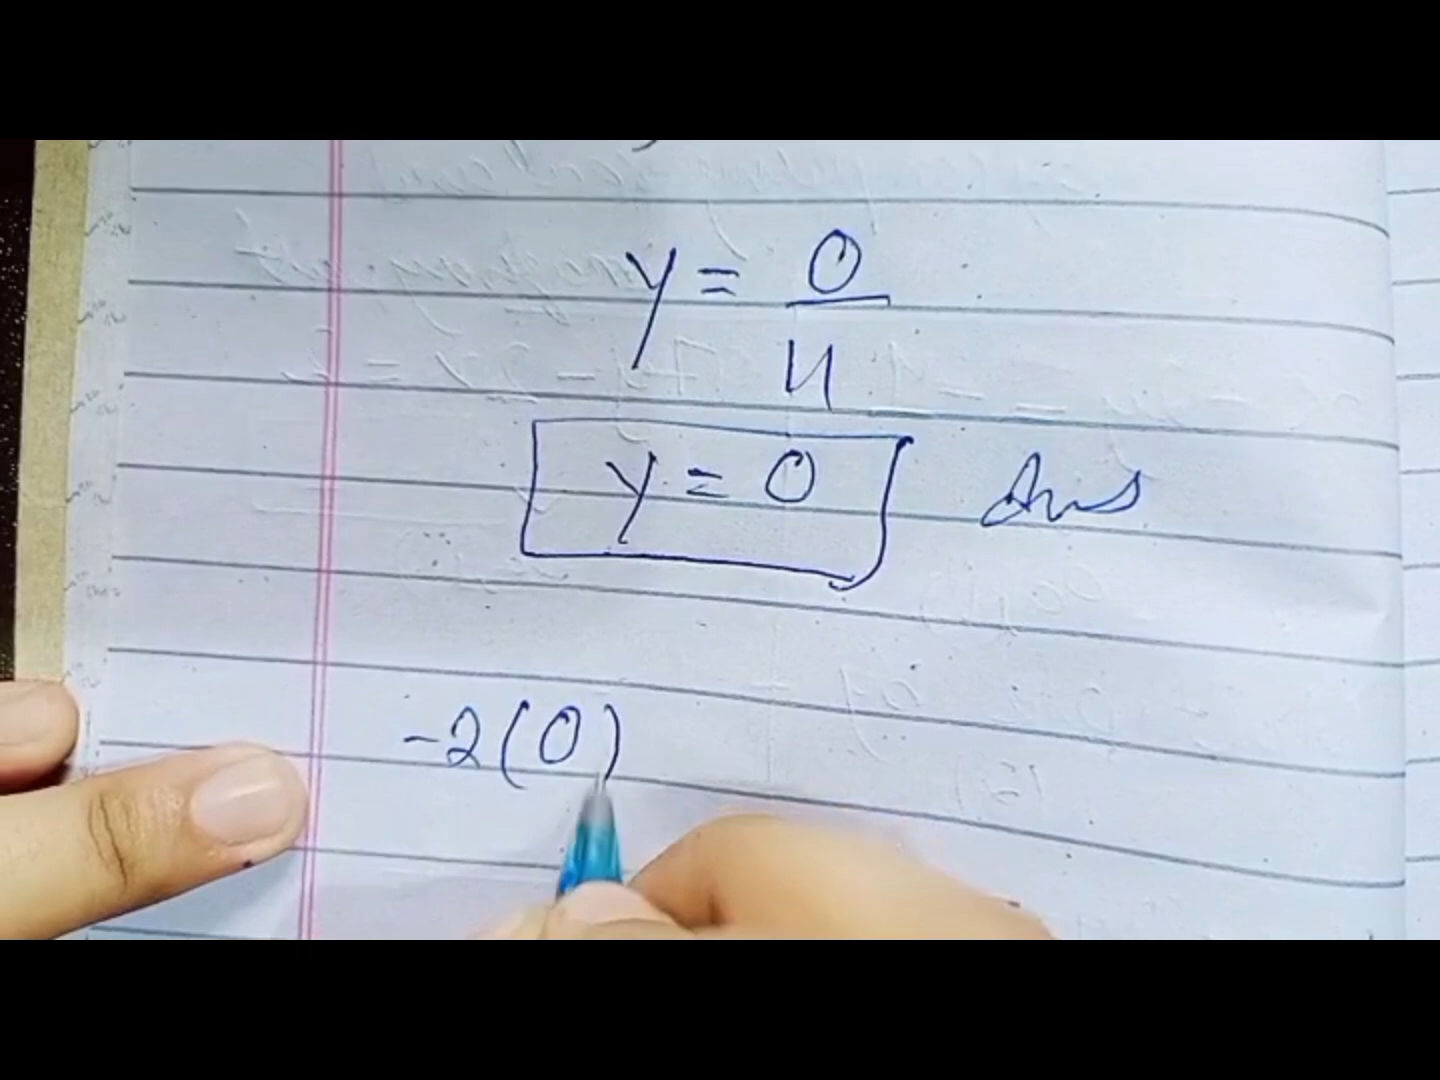 y = 0/4
y = 0 Ans
-2(0)